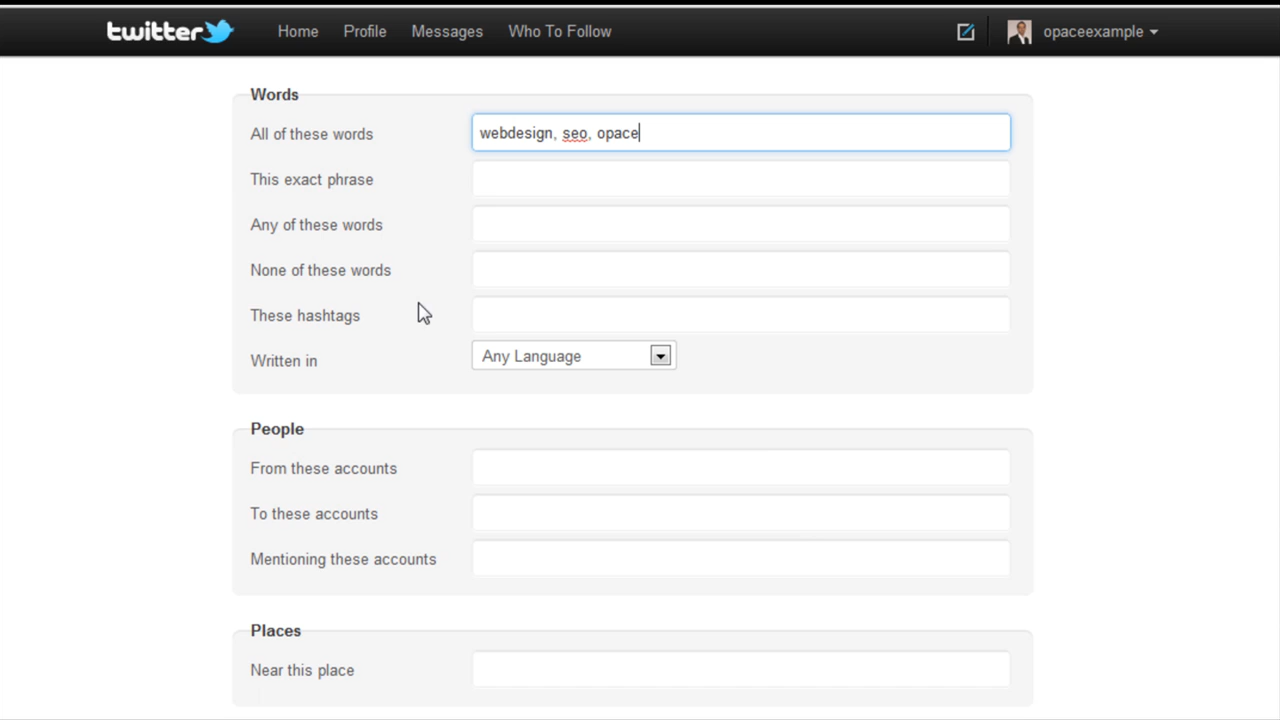 twitter Home Profile Messages Who To Follow opaceexample
Words
All of these words webdesign, seo, opace
This exact phrase
Any of these words
None of these words
These hashtags
Written in Any Language
People
From these accounts
To these accounts
Mentioning these accounts
Places
Near this place